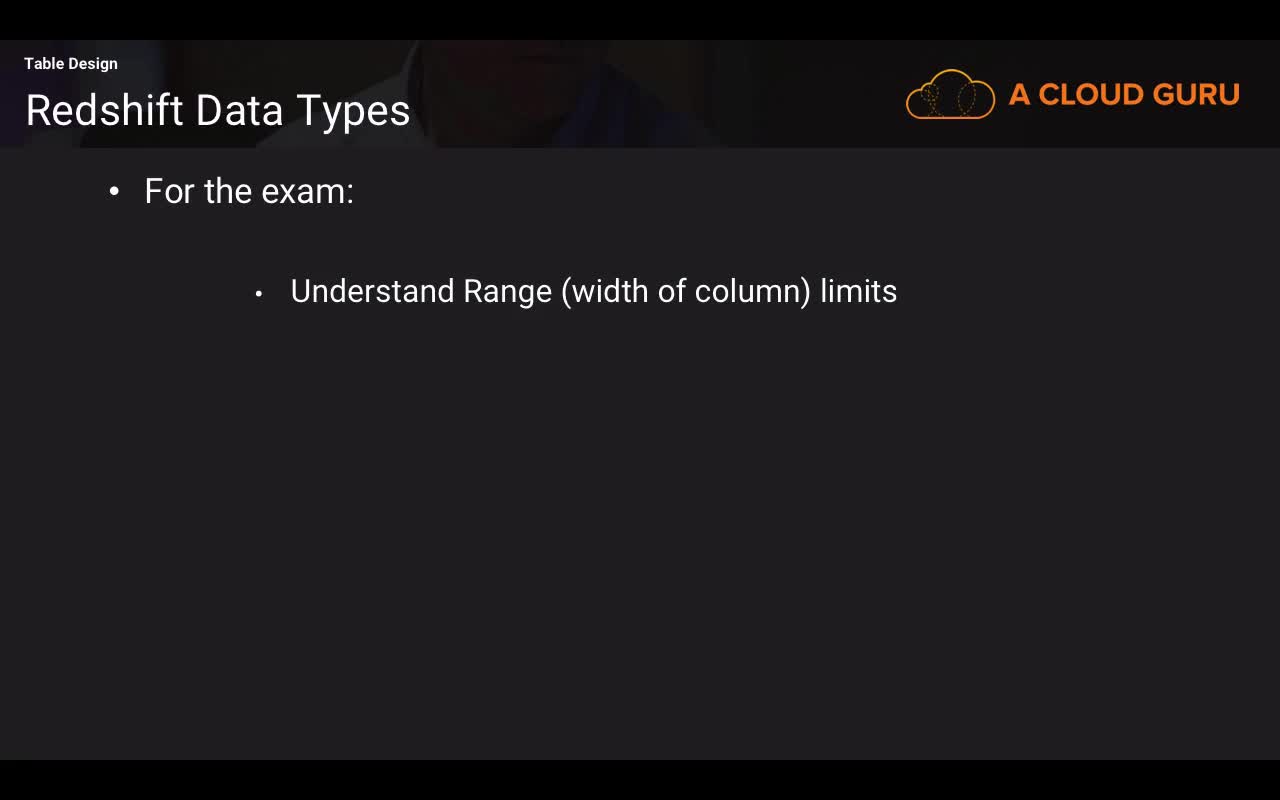 Table Design
Redshift Data Types
A CLOUD GURU
• For the exam:
• Understand Range (width of column) limits